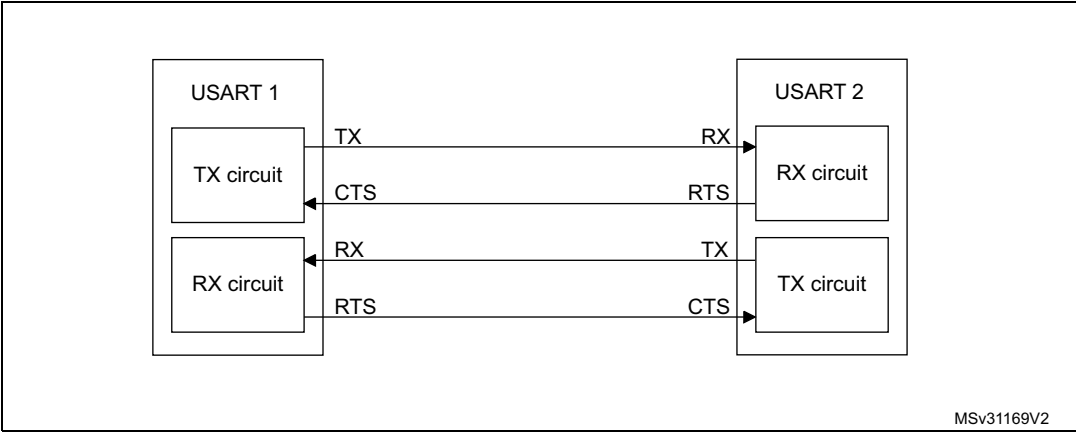 USART 1
USART 2
TX
RX
TX circuit
RX circuit
CTS
RTS
RX
TX
RX circuit
TX circuit
RTS
CTS
MSv31169V2